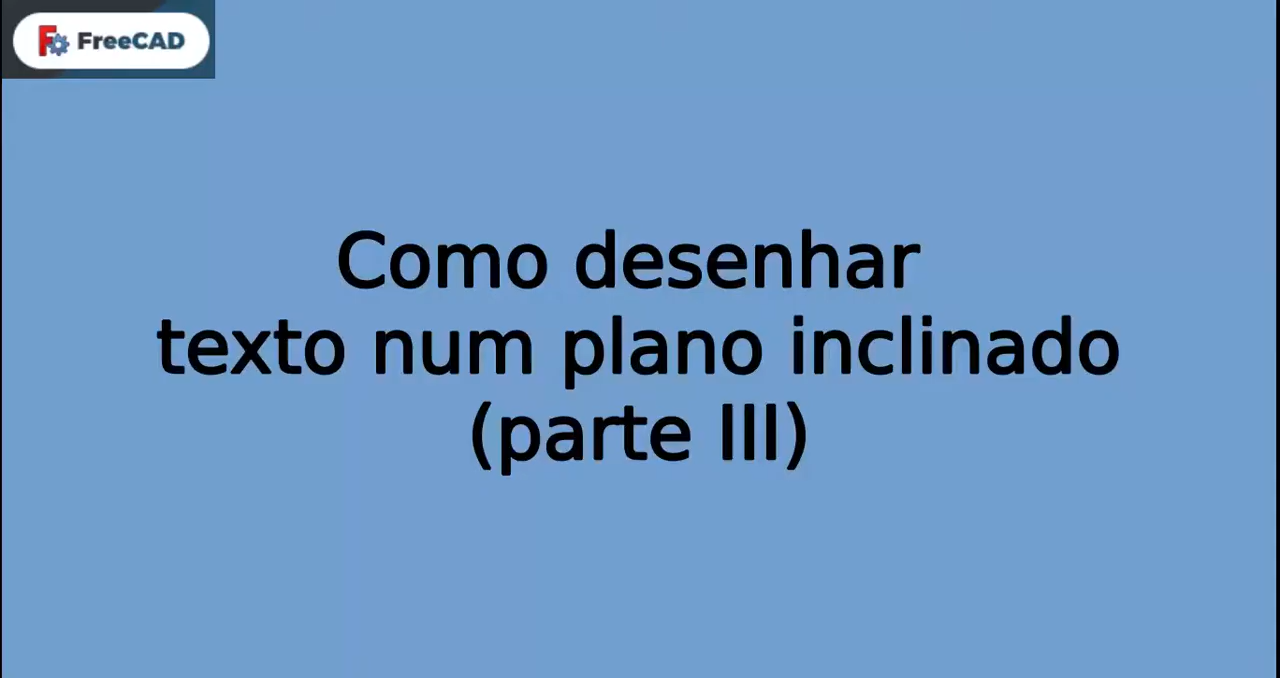 FreeCAD
Como desenhar
texto num plano inclinado
(parte III)